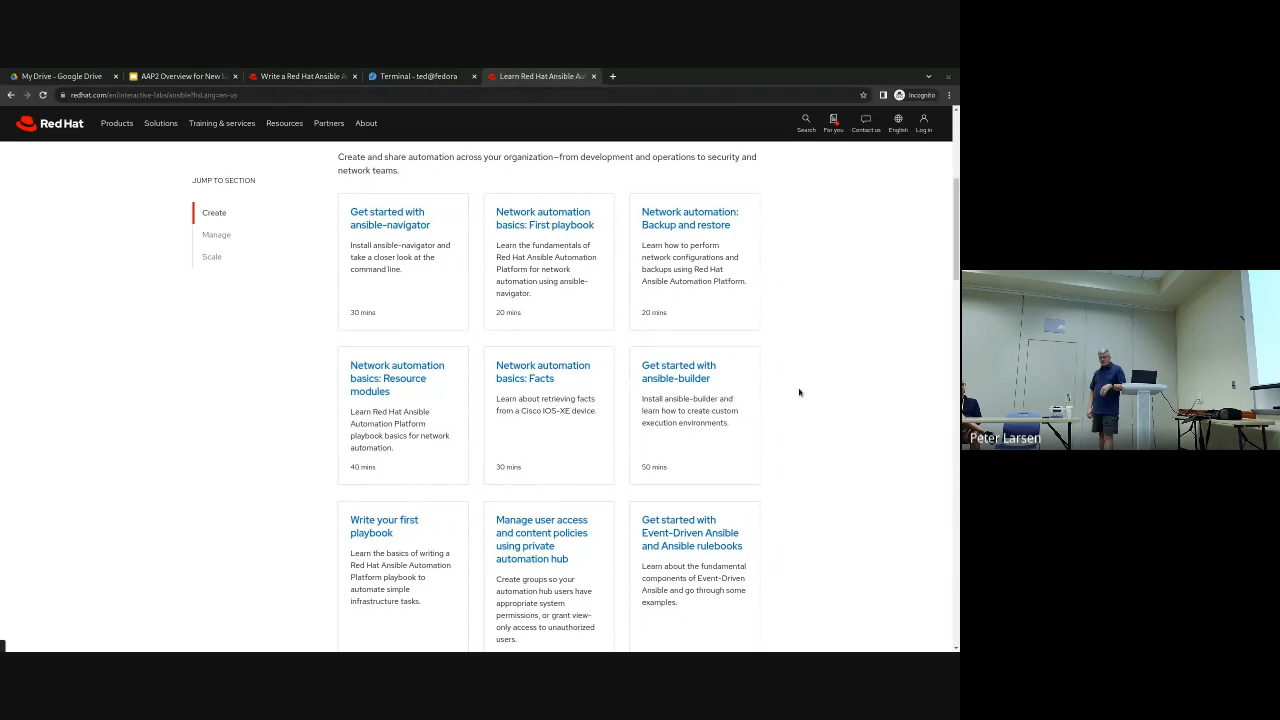 My Drive - Google Drive
AAP2 Overview for New U
Write a Red Hat Ansible A
Terminal - ted@fedora
Learn Red Hat Ansible Au
redhat.com/en/interactive-labs/ansible?hsLang=en-us
Incognito
Red Hat
Products
Solutions
Training & services
Resources
Partners
About
Search
For you
Contact us
English
Log in
Create and share automation across your organization—from development and operations to security and
network teams.
JUMP TO SECTION
Create
Manage
Scale
Get started with
ansible-navigator
Install ansible-navigator and
take a closer look at the
command line.
30 mins
Network automation
basics: First playbook
Learn the fundamentals of
Red Hat Ansible Automation
Platform for network
automation using ansible-
navigator.
20 mins
Network automation:
Backup and restore
Learn how to perform
network configurations and
backups using Red Hat
Ansible Automation Platform.
20 mins
Network automation
basics: Resource
modules
Learn Red Hat Ansible
Automation Platform
playbook basics for network
automation.
40 mins
Network automation
basics: Facts
Learn about retrieving facts
from a Cisco IOS-XE device.
30 mins
Get started with
ansible-builder
Install ansible-builder and
learn how to create custom
execution environments.
50 mins
Write your first
playbook
Learn the basics of writing a
Red Hat Ansible Automation
Platform playbook to
automate simple
infrastructure tasks.
Manage user access
and content policies
using private
automation hub
Create groups so your
automation hub users have
appropriate system
permissions, or grant view-
only access to unauthorized
users.
Get started with
Event-Driven Ansible
and Ansible rulebooks
Learn about the fundamental
components of Event-Driven
Ansible and go through some
examples.
Peter Larsen